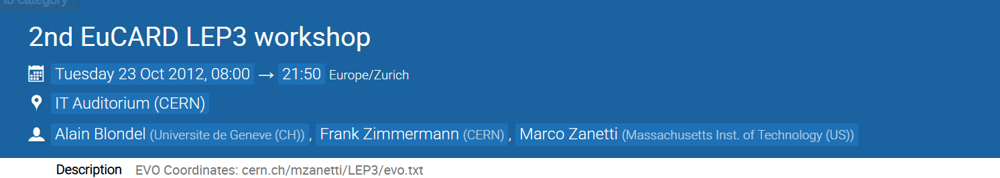 to category
2nd EuCARD LEP3 workshop
Tuesday 23 Oct 2012, 08:00 → 21:50 Europe/Zurich
IT Auditorium (CERN)
Alain Blondel (Universite de Geneve (CH)) , Frank Zimmermann (CERN) , Marco Zanetti (Massachusetts Inst. of Technology (US))
Description EVO Coordinates: cern.ch/mzanetti/LEP3/evo.txt